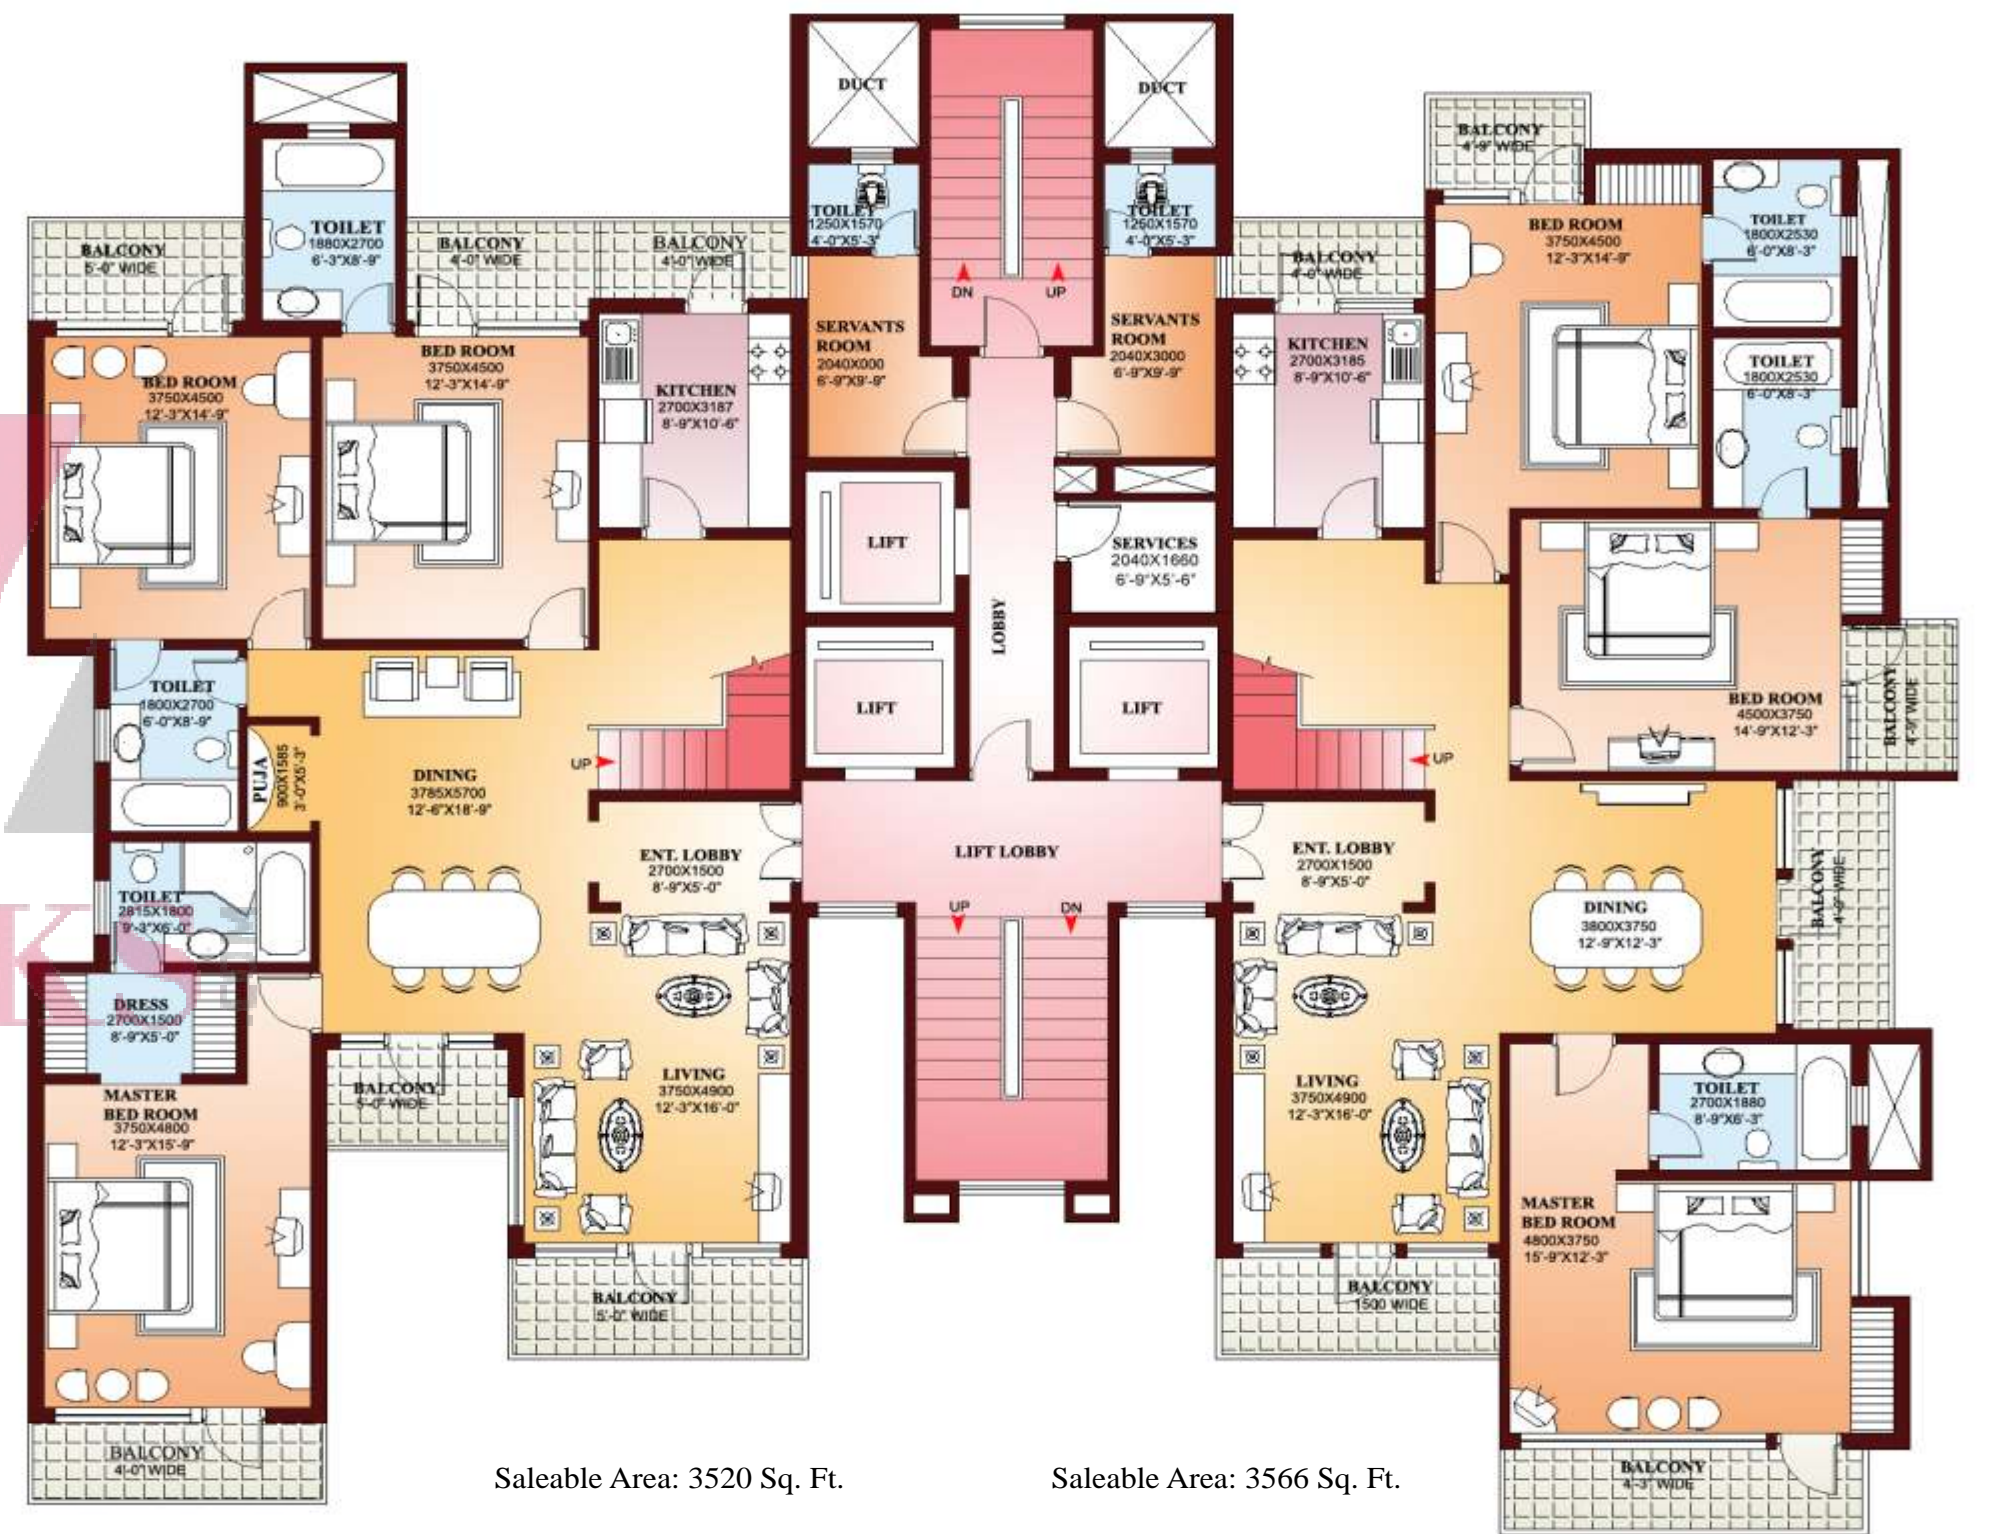 DUCT
DUCT
TOILET
1250X1570
4'-0"X5'-3"
TOILET
1250X1570
4'-0"X5'-3"
BALCONY
4'-9" WIDE
BALCONY
5'-0" WIDE
TOILET
1880X2700
6'-3"X8'-9"
BALCONY
4'-0" WIDE
BALCONY
4'-0" WIDE
DN
UP
BALCONY
4'-0" WIDE
BED ROOM
3750X4500
12'-3"X14'-9"
TOILET
1800X2530
6'-0"X8'-3"
BED ROOM
3750X4500
12'-3"X14'-9"
BED ROOM
3750X4500
12'-3"X14'-9"
KITCHEN
2700X3187
8'-9"X10'-6"
SERVANTS
ROOM
2040X000
6'-9"X9'-9"
SERVANTS
ROOM
2040X3000
6'-9"X9'-9"
KITCHEN
2700X3185
8'-9"X10'-6"
TOILET
1800X2530
6'-0"X8'-3"
LIFT
SERVICES
2040X1660
6'-9"X5'-6"
LOBBY
TOILET
1800X2700
6'-0"X8'-9"
LIFT
LIFT
BED ROOM
4500X3750
14'-9"X12'-3"
BALCONY
4'-9" WIDE
PUJA
900X1585
3'-0"X5'-3"
DINING
3785X5700
12'-6"X18'-9"
UP
UP
ENT. LOBBY
2700X1500
8'-9"X5'-0"
LIFT LOBBY
ENT. LOBBY
2700X1500
8'-9"X5'-0"
BALCONY
4'-9" WIDE
TOILET
2815X1800
9'-3"X6'-0"
UP
DN
DINING
3800X3750
12'-9"X12'-3"
KS
DRESS
2700X1500
8'-9"X5'-0"
MASTER
BED ROOM
3750X4800
12'-3"X15'-9"
BALCONY
5'-0" WIDE
LIVING
3750X4900
12'-3"X16'-0"
LIVING
3750X4900
12'-3"X16'-0"
TOILET
2700X1880
8'-9"X6'-3"
MASTER
BED ROOM
4800X3750
15'-9"X12'-3"
BALCONY
5'-0" WIDE
BALCONY
1500 WIDE
BALCONY
4'-0" WIDE
BALCONY
4'-3" WIDE
Saleable Area: 3520 Sq. Ft.
Saleable Area: 3566 Sq. Ft.